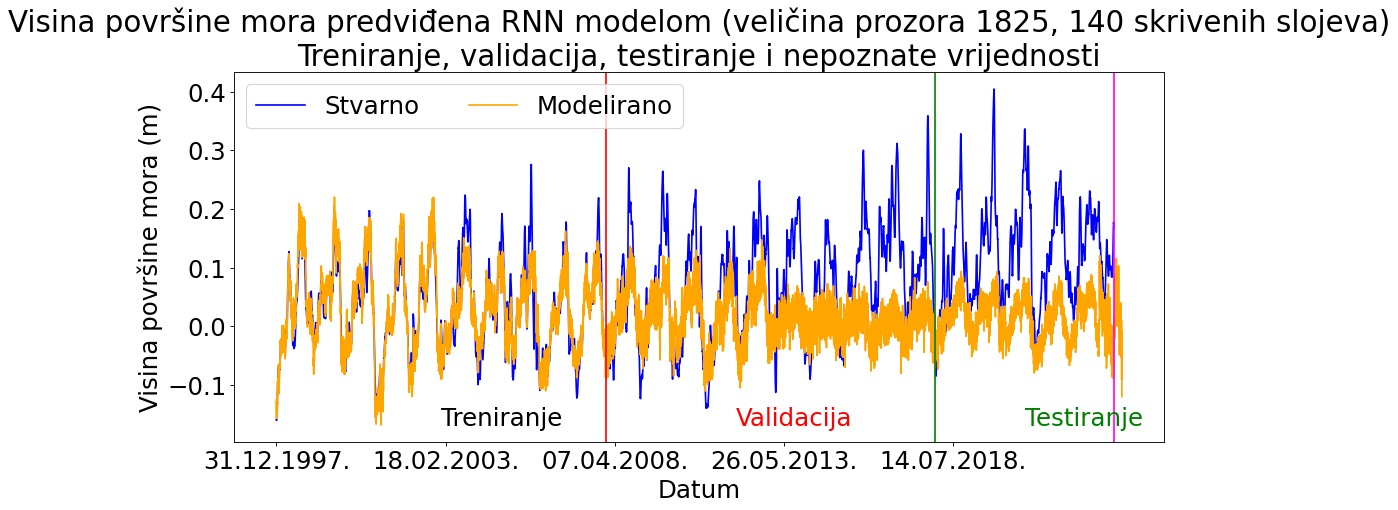 Visina površine mora predviđena RNN modelom (veličina prozora 1825, 140 skrivenih slojeva)
Treniranje, validacija, testiranje i nepoznate vrijednosti
Stvarno
Modelirano
Visina površine mora (m)
0.4
0.3
0.2
0.1
0.0
−0.1
Treniranje
Validacija
Testiranje
31.12.1997.
18.02.2003.
07.04.2008.
26.05.2013.
14.07.2018.
Datum